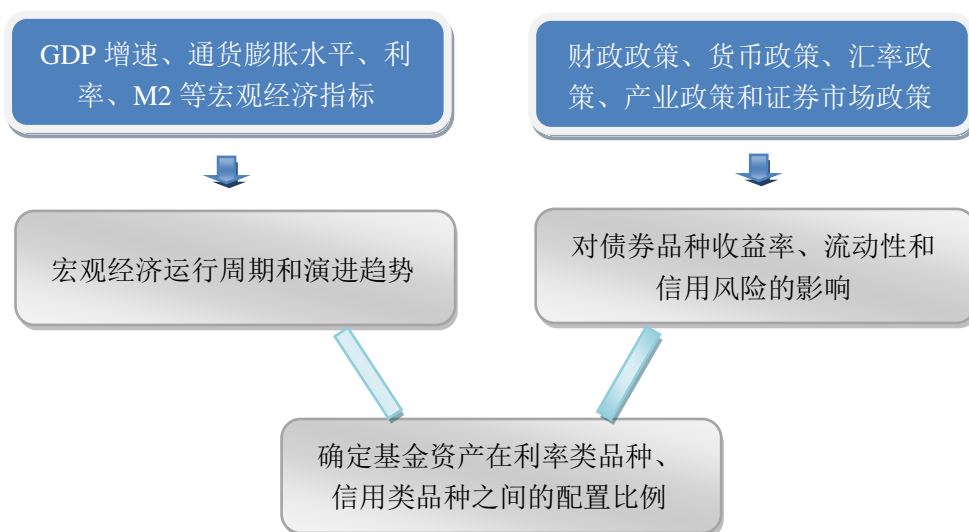 GDP 增速、通货膨胀水平、利
率、M2 等宏观经济指标
财政政策、货币政策、汇率政
策、产业政策和证券市场政策
宏观经济运行周期和演进趋势
对债券品种收益率、流动性和
信用风险的影响
确定基金资产在利率类品种、
信用类品种之间的配置比例